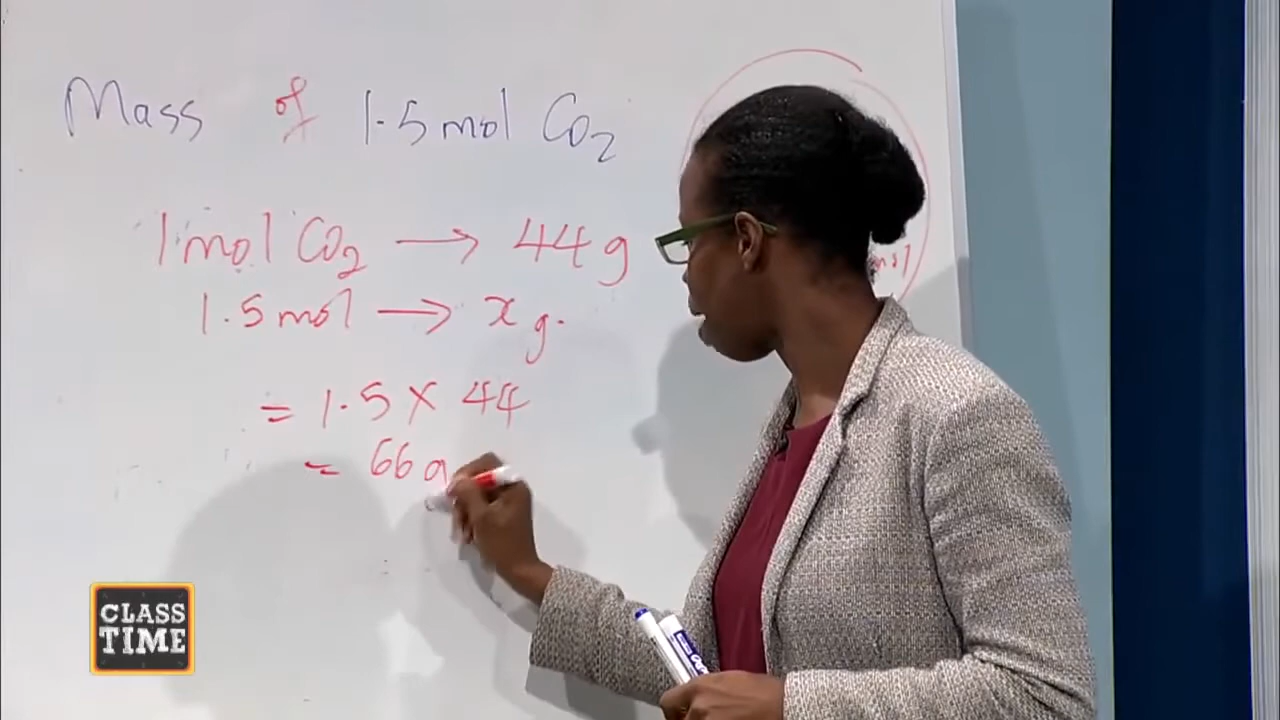 Mass of 1.5 mol CO2
1 mol CO2 → 44 g
mol
1.5 mol → x g.
= 1.5 × 44
= 66 g
CLASS
TIME